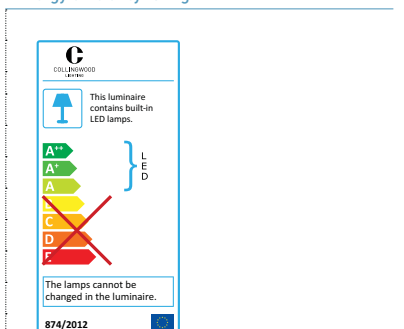 C
COLLINGWOOD
LIGHTING
This luminaire
contains built-in
LED lamps.
A++
A+
A
C
D
E
L
E
D
The lamps cannot be
changed in the luminaire.
874/2012